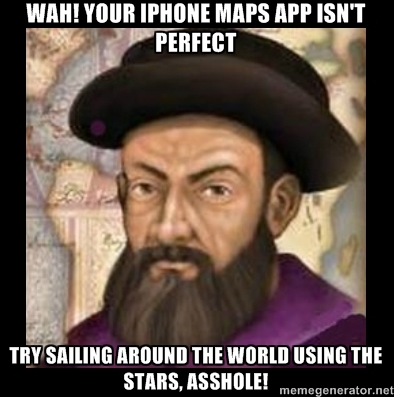 WAH! YOUR IPHONE MAPS APP ISN'T
PERFECT
TRY SAILING AROUND THE WORLD USING THE
STARS, ASSHOLE!
memegenerator.net